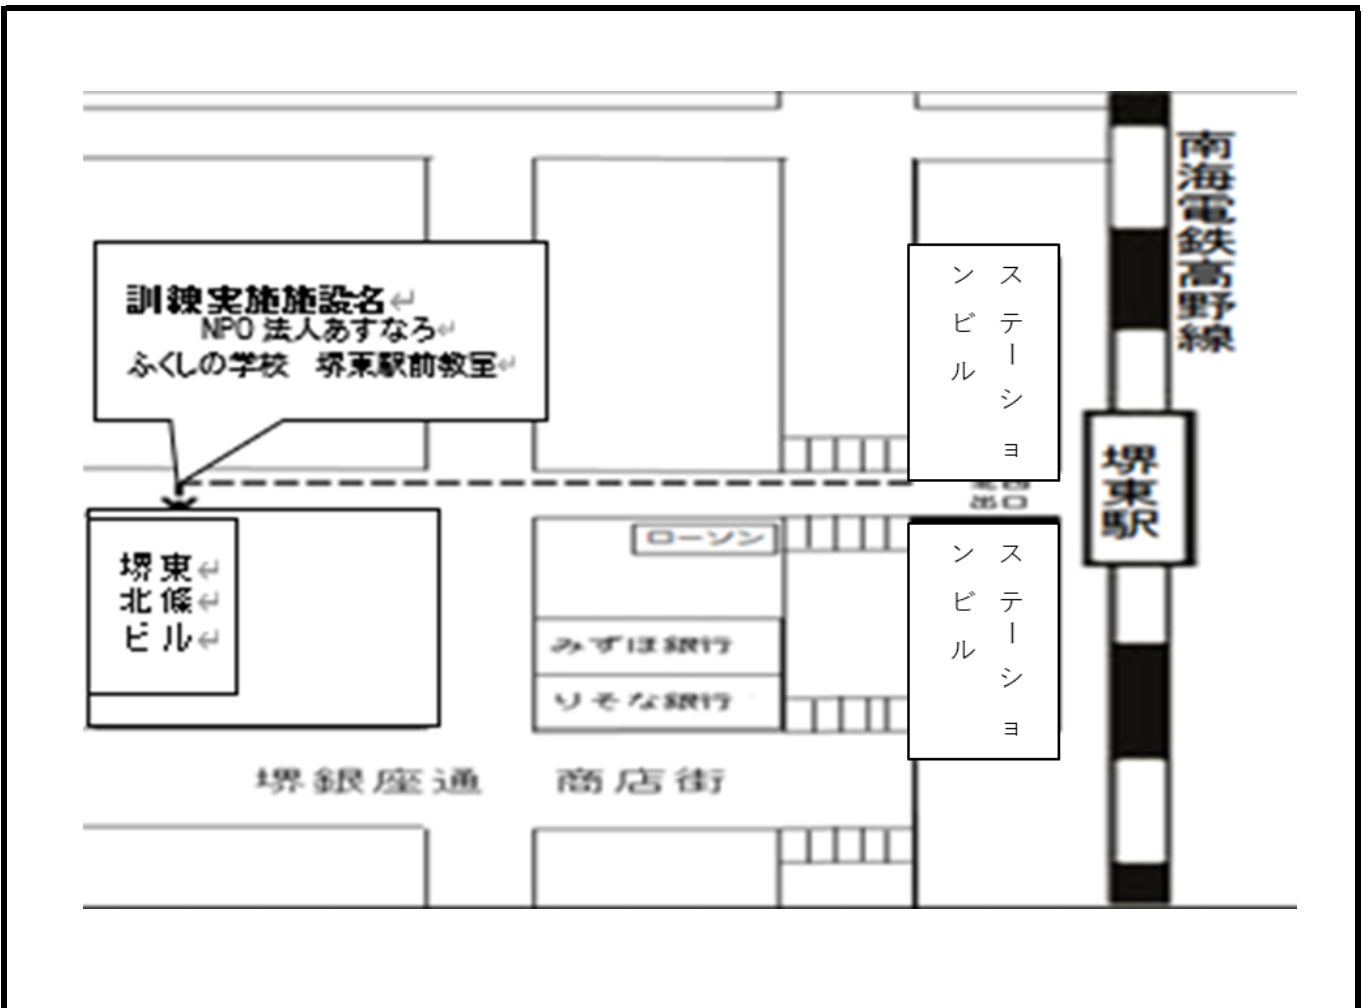 南海電鉄高野線
訓練実施施設名
NPO 法人あすなろ
ふくしの学校　堺東駅前教室
ステーショ
ンビル
堺東駅
出口
ローソン
ステーショ
ンビル
堺東
北條
ビル
みずほ銀行
りそな銀行
堺銀座通　商店街